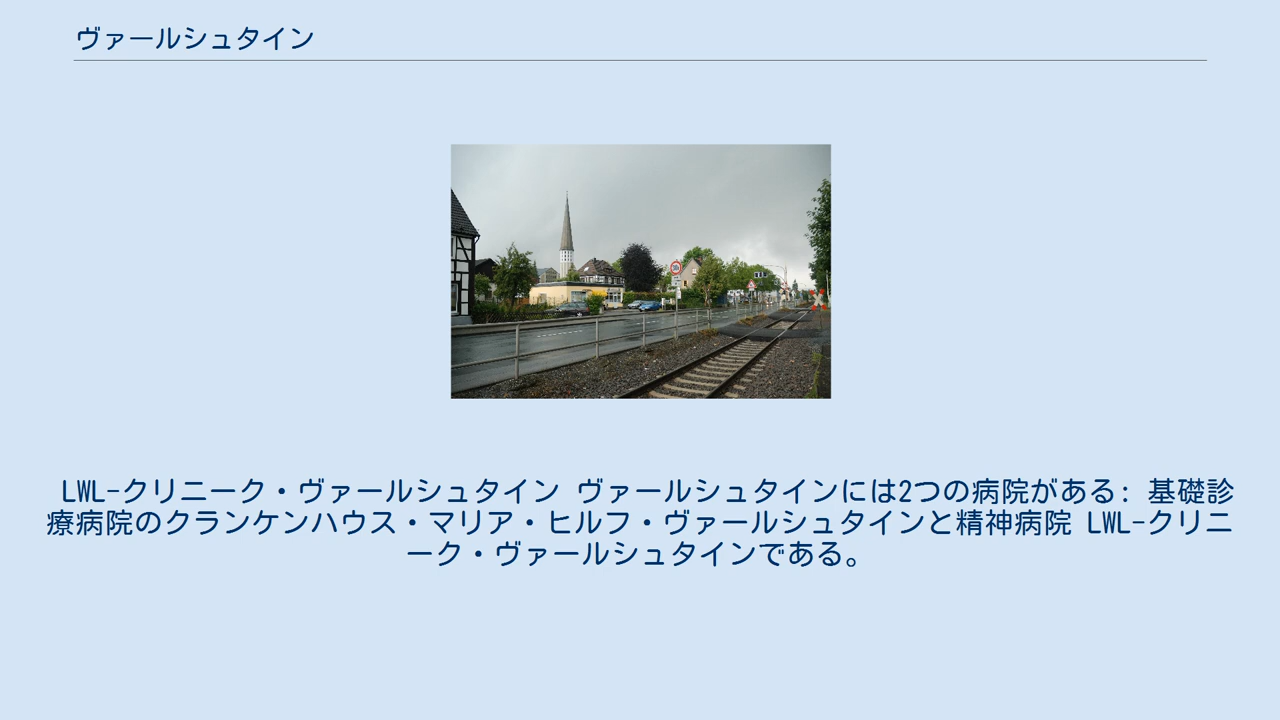 ヴァールシュタイン
LWL-クリニーク・ヴァールシュタイン ヴァールシュタインには2つの病院がある: 基礎診
療病院のクランケンハウス・マリア・ヒルフ・ヴァールシュタインと精神病院 LWL-クリニ
ーク・ヴァールシュタインである。